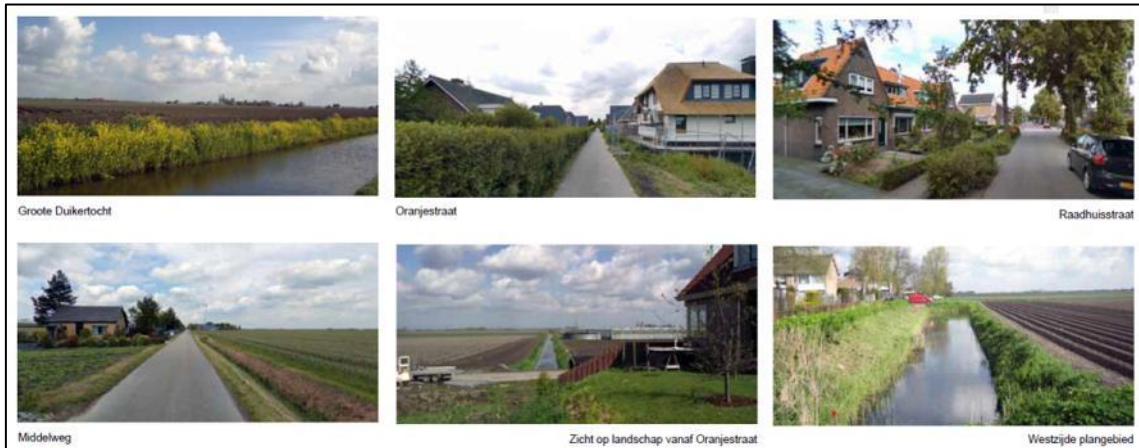 Groote Duikertocht
Oranjestraat
Raadhuisstraat
Middelweg
Zicht op landschap vanaf Oranjestraat
Westzijde plangebied